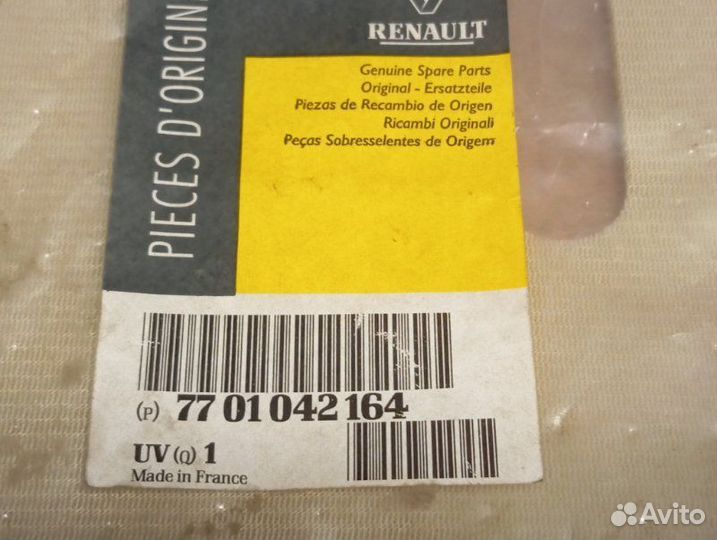 PIECES D'ORIGIN
RENAULT
Genuine Spare Parts
Original - Ersatzteile
Piezas de Recambio de Origen
Ricambi Originali
Peças Sobresselentes de Origem
(P) 77 01 042 164
UV (Q) 1
Made in France
Avito